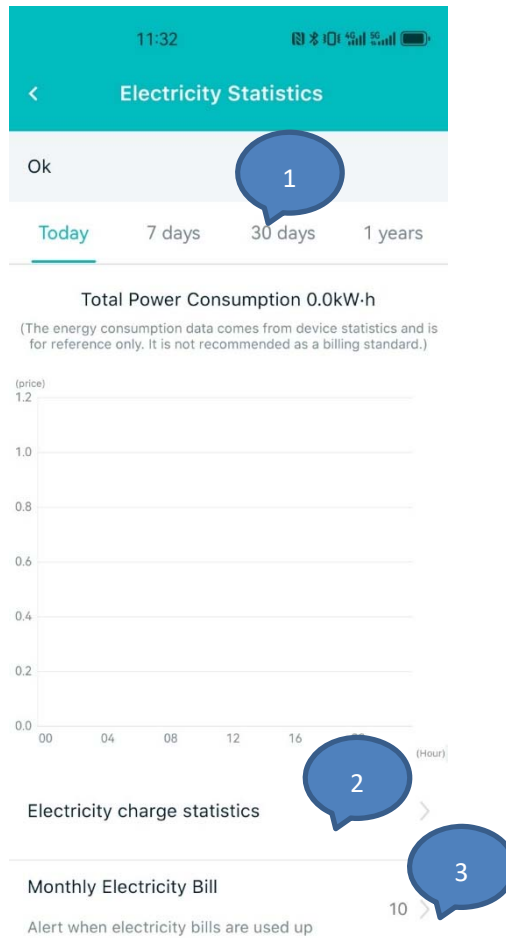 11:32 4G 5G
Electricity Statistics
Ok
1
Today 7 days 30 days 1 years
Total Power Consumption 0.0kW·h
(The energy consumption data comes from device statistics and is
for reference only. It is not recommended as a billing standard.)
(price)
1.2
1.0
0.8
0.6
0.4
0.2
0.0
00 04 08 12 16
(Hour)
2
Electricity charge statistics
3
Monthly Electricity Bill
10
Alert when electricity bills are used up